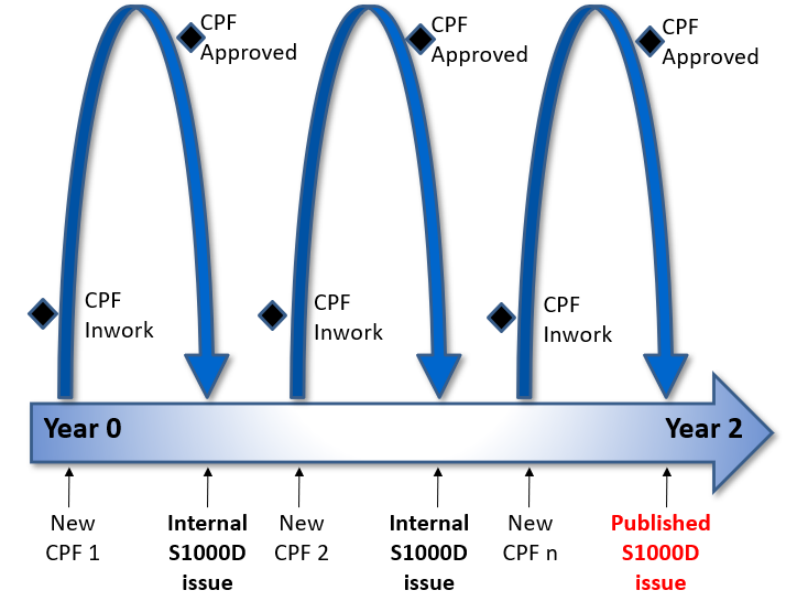 CPF
Approved
CPF
Approved
CPF
Approved
CPF
Inwork
CPF
Inwork
CPF
Inwork
Year 0
Year 2
New
CPF 1
Internal
S1000D
issue
New
CPF 2
Internal
S1000D
issue
New
CPF n
Published
S1000D
issue